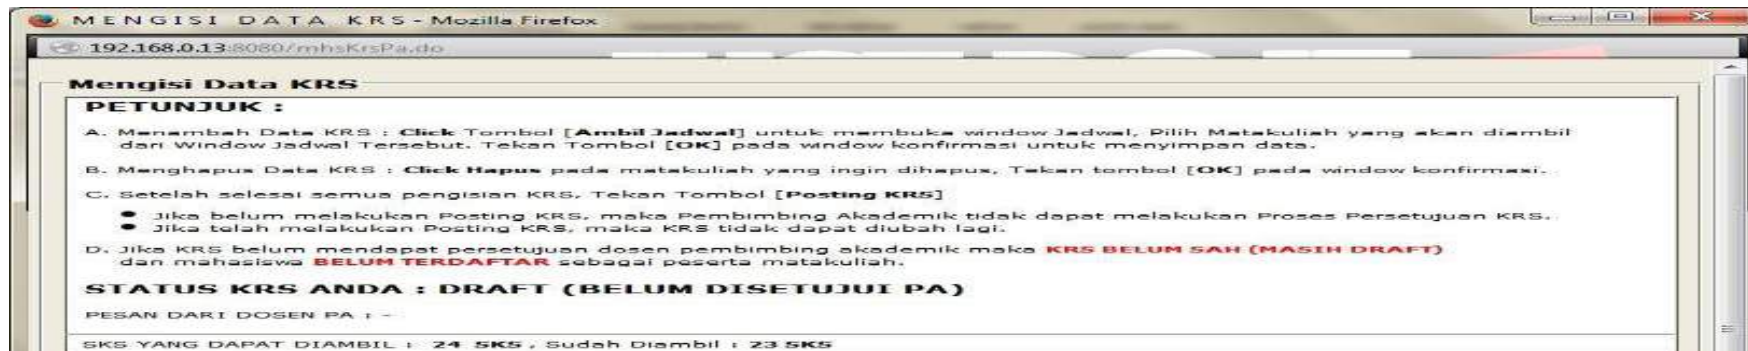 M E N G I S I   D A T A   K R S - Mozilla Firefox
192.168.0.13:8080/mhsKrsPa.do
Mengisi Data KRS
PETUNJUK :
A. Menambah Data KRS : Click Tombol [Ambil Jadwal] untuk membuka window Jadwal, Pilih Matakuliah yang akan diambil
dari Window Jadwal Tersebut. Tekan Tombol [OK] pada window konfirmasi untuk menyimpan data.
B. Menghapus Data KRS : Click Hapus pada matakuliah yang ingin dihapus, Tekan tombol [OK] pada window konfirmasi.
C. Setelah selesai semua pengisian KRS, Tekan Tombol [Posting KRS]
• Jika belum melakukan Posting KRS, maka Pembimbing Akademik tidak dapat melakukan Proses Persetujuan KRS.
• Jika telah melakukan Posting KRS, maka KRS tidak dapat diubah lagi.
D. Jika KRS belum mendapat persetujuan dosen pembimbing akademik maka KRS BELUM SAH (MASIH DRAFT)
dan mahasiswa BELUM TERDAFTAR sebagai peserta matakuliah.
STATUS KRS ANDA : DRAFT (BELUM DISETUJUI PA)
PESAN DARI DOSEN PA : -
SKS YANG DAPAT DIAMBIL : 24 SKS , Sudah Diambil : 23 SKS